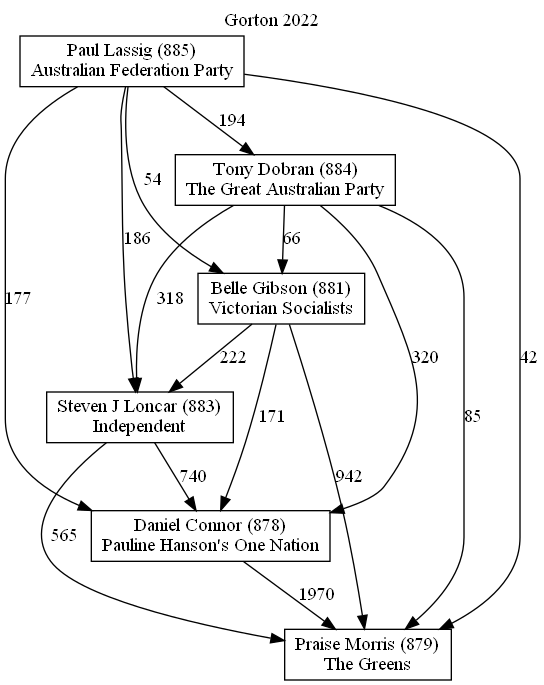 Gorton 2022
Paul Lassig (885)
Australian Federation Party
194
Tony Dobran (884)
The Great Australian Party
54
186
66
Belle Gibson (881)
Victorian Socialists
177
318
222
320
42
Steven J Loncar (883)
Independent
171
85
740
942
Daniel Connor (878)
Pauline Hanson's One Nation
565
1970
Praise Morris (879)
The Greens